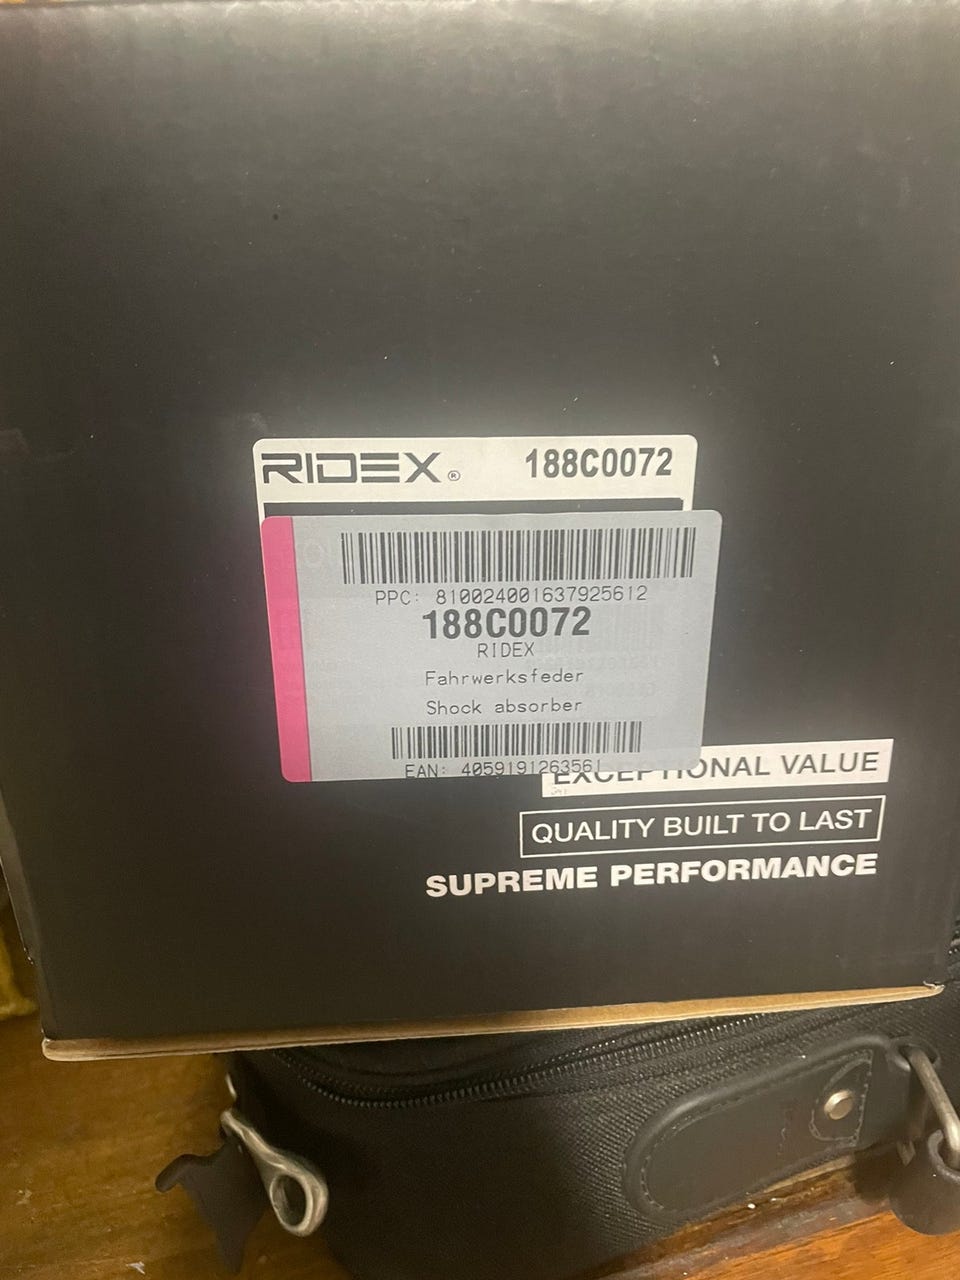 RIDEX® 188C0072
PPC: 810024001637925612
188C0072
RIDEX
Fahrwerksfeder
Shock absorber
EAN: 4059191263561
EXCEPTIONAL VALUE
QUALITY BUILT TO LAST
SUPREME PERFORMANCE